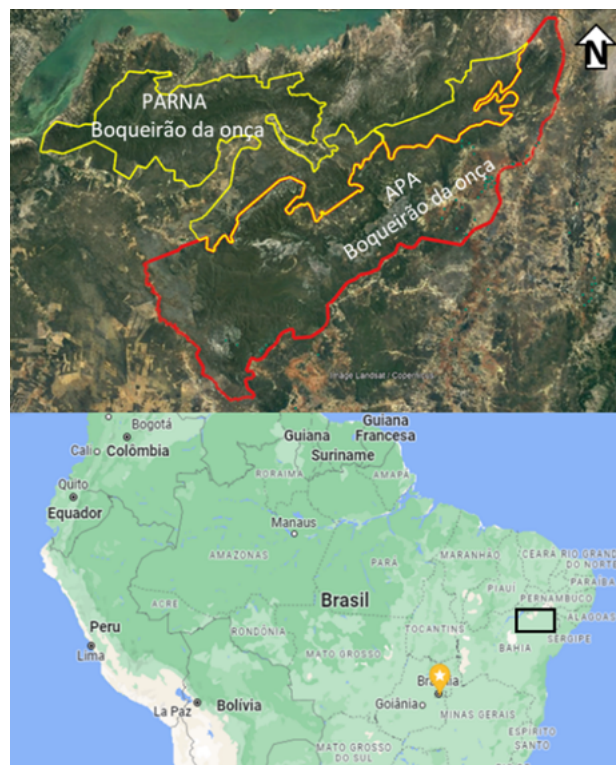 N
PARNA
Boqueirão da onça
APA
Boqueirão da onça
Image Landsat / Copernicus
Bogotá
Cali
Colômbia
Guiana
Guiana
Francesa
Suriname
RORAIMA
AMAPÁ
Quito
Equador
Manaus
AMAZONAS
PARÁ
MARANHÃO
CEARÁ
RIO GRANDE
DO NORTE
PARAÍBA
PIAUÍ
PERNAMBUCO
ALAGOAS
SERGIPE
ACRE
Brasil
Peru
Lima
RONDÔNIA
TOCANTINS
BAHIA
MATO GROSSO
Brasília
Goiânia
La Paz
Bolívia
MINAS GERAIS
MATO GROSSO
DO SUL
ESPÍRITO
SANTO